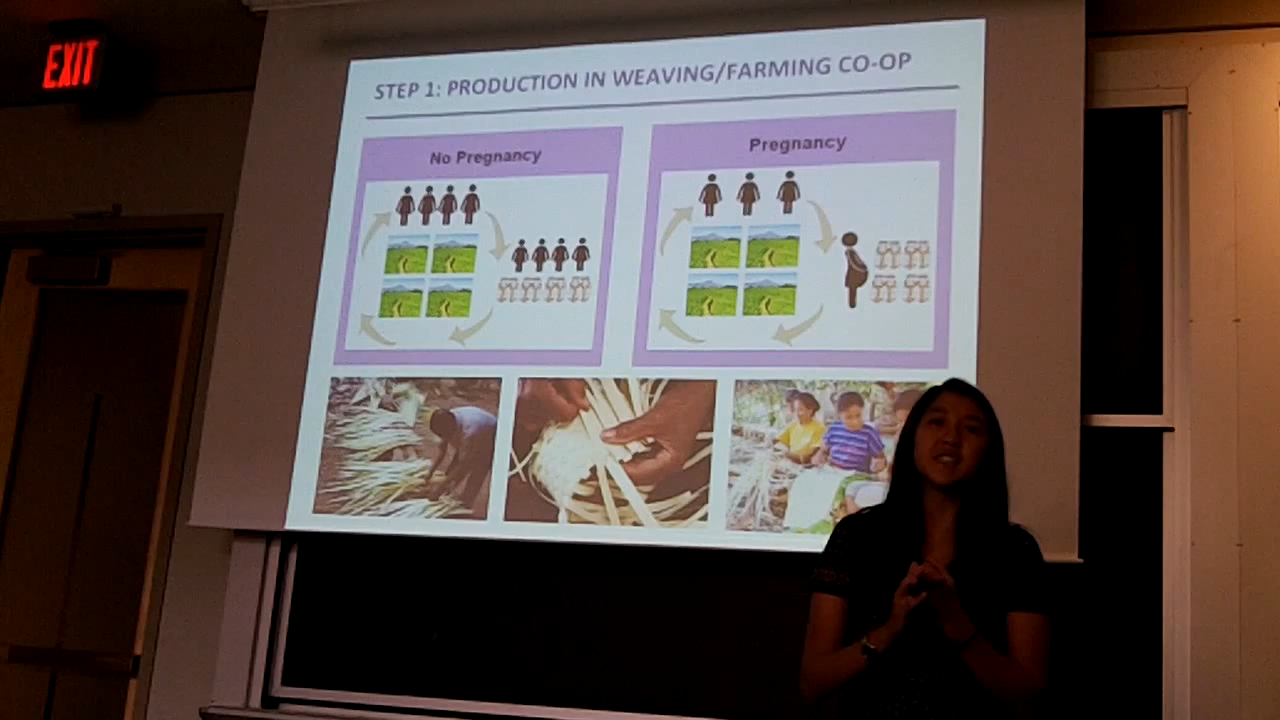 EXIT
STEP 1: PRODUCTION IN WEAVING/FARMING CO-OP
No Pregnancy
Pregnancy